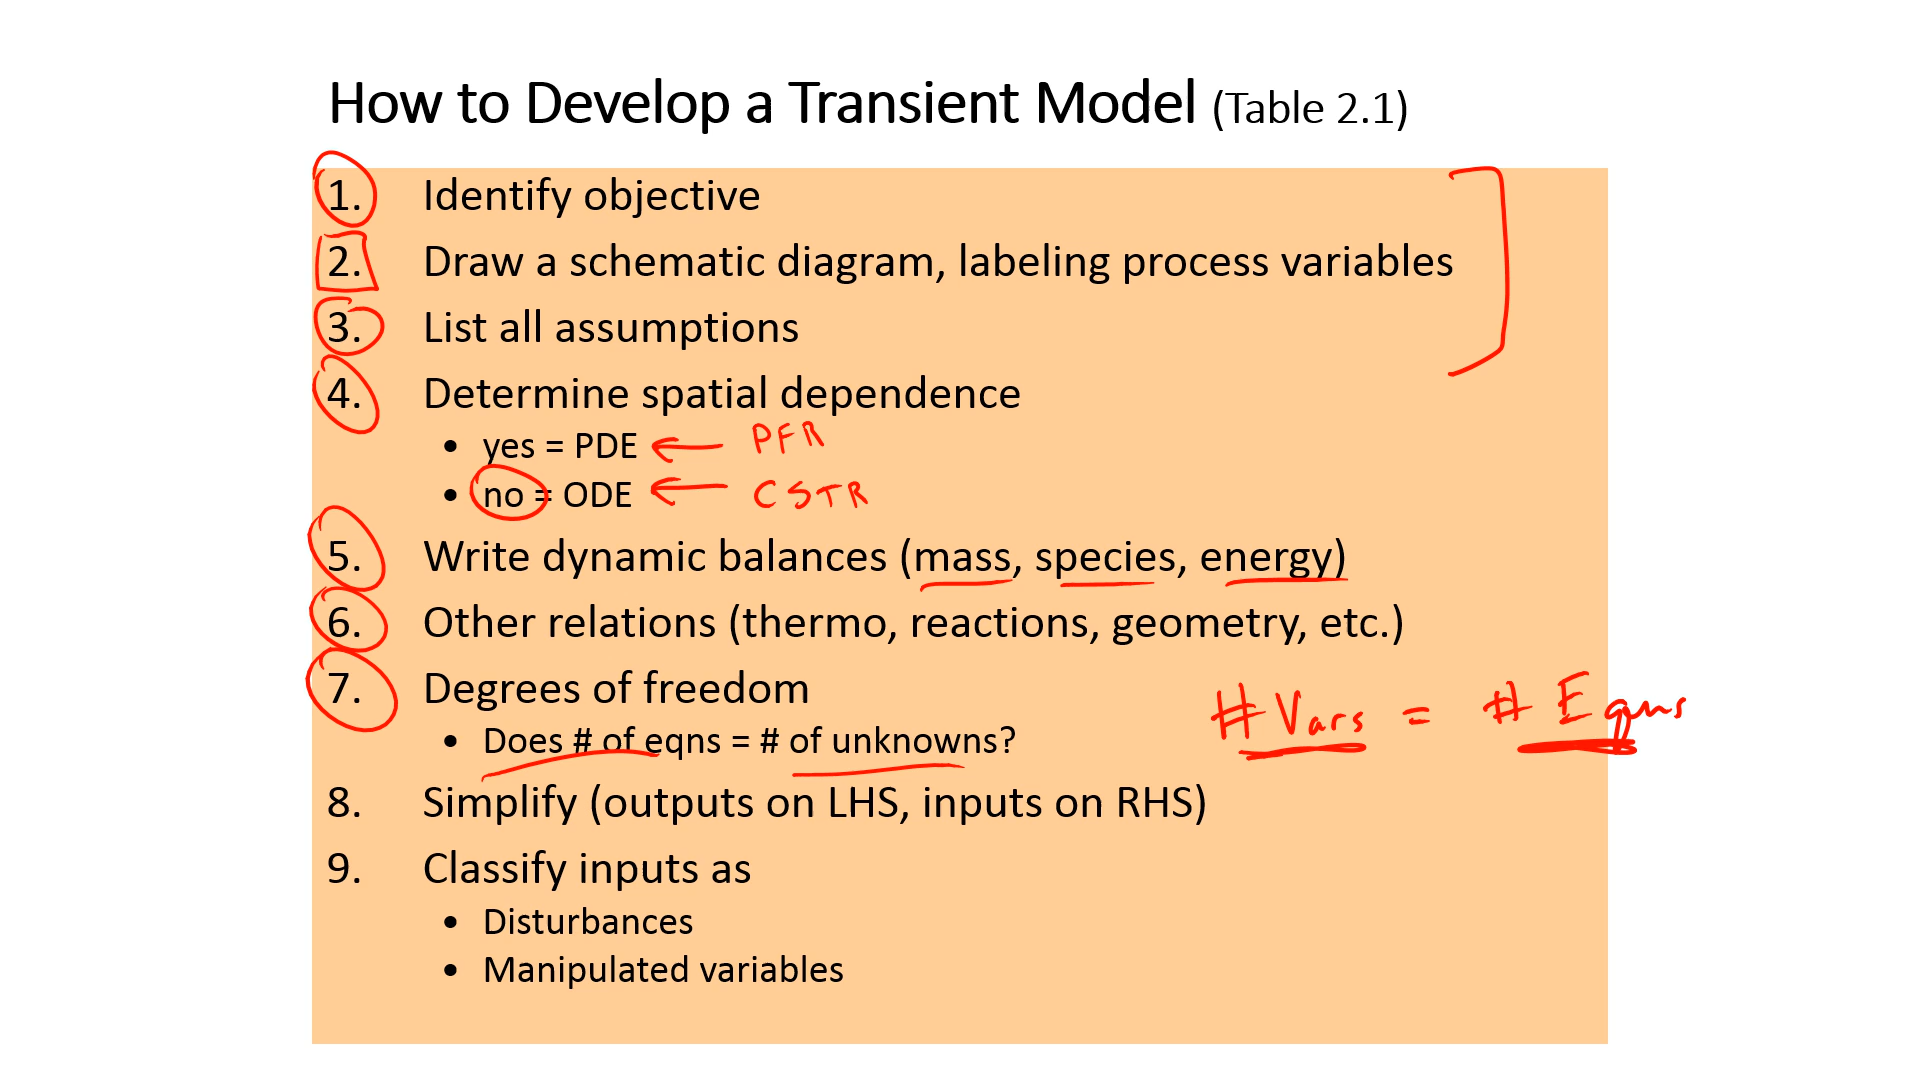 How to Develop a Transient Model (Table 2.1)
1. Identify objective
2. Draw a schematic diagram, labeling process variables
3. List all assumptions
4. Determine spatial dependence
• yes = PDE ← PFR
• no = ODE ← CSTR
5. Write dynamic balances (mass, species, energy)
6. Other relations (thermo, reactions, geometry, etc.)
7. Degrees of freedom
# Vars = # Eqns
• Does # of eqns = # of unknowns?
8. Simplify (outputs on LHS, inputs on RHS)
9. Classify inputs as
• Disturbances
• Manipulated variables